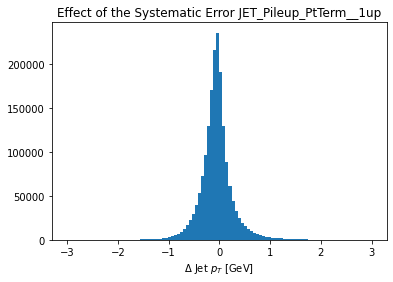 Effect of the Systematic Error JET_Pileup_PtTerm__1up
200000
150000
100000
50000
0
−3 −2 −1 0 1 2 3
Δ Jet pT [GeV]